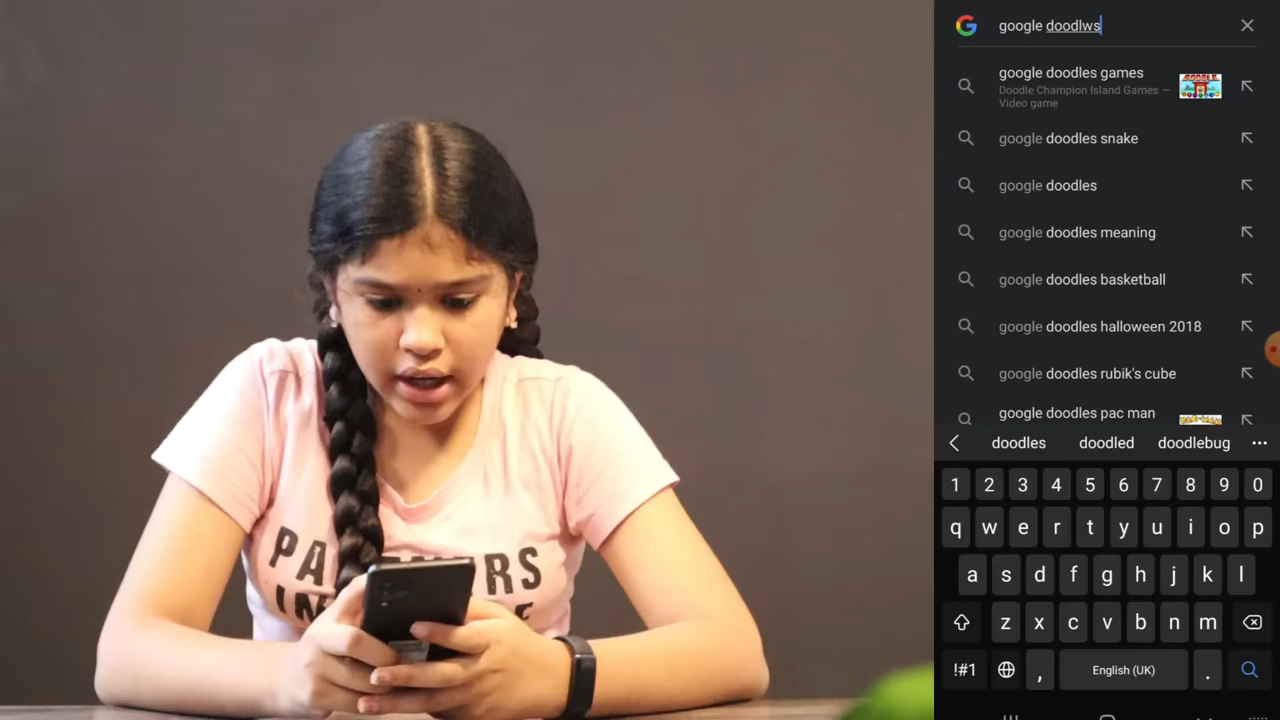 google doodlws
google doodles games
Doodle Champion Island Games —
Video game
google doodles snake
google doodles
google doodles meaning
google doodles basketball
google doodles halloween 2018
google doodles rubik's cube
google doodles pac man
doodles doodled doodlebug
1 2 3 4 5 6 7 8 9 0
q w e r t y u i o p
a s d f g h j k l
z x c v b n m
!#1 , English (UK) .
PA
ERS
IN